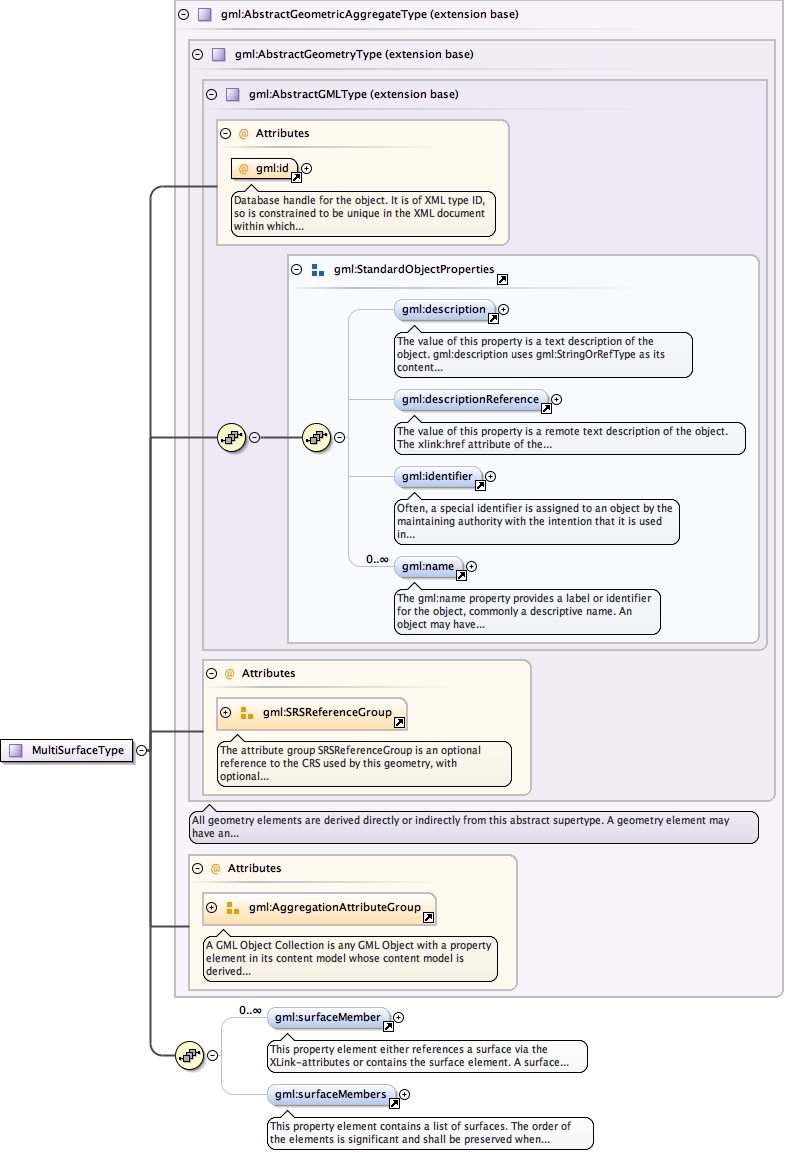 gml:AbstractGeometricAggregateType (extension base)
gml:AbstractGeometryType (extension base)
gml:AbstractGMLType (extension base)
@ Attributes
@ gml:id
Database handle for the object. It is of XML type ID,
so is constrained to be unique in the XML document
within which...
gml:StandardObjectProperties
gml:description
The value of this property is a text description of the
object. gml:description uses gml:StringOrRefType as its
content...
gml:descriptionReference
The value of this property is a remote text description of the object.
The xlink:href attribute of the...
gml:identifier
Often, a special identifier is assigned to an object by the
maintaining authority with the intention that it is used
in...
0..∞
gml:name
The gml:name property provides a label or identifier
for the object, commonly a descriptive name. An
object may have...
@ Attributes
gml:SRSReferenceGroup
The attribute group SRSReferenceGroup is an optional
reference to the CRS used by this geometry, with
optional...
MultiSurfaceType
All geometry elements are derived directly or indirectly from this abstract supertype. A geometry element may
have an...
@ Attributes
gml:AggregationAttributeGroup
A GML Object Collection is any GML Object with a property
element in its content model whose content model is
derived...
0..∞
gml:surfaceMember
This property element either references a surface via the
XLink-attributes or contains the surface element. A surface...
gml:surfaceMembers
This property element contains a list of surfaces. The order of
the elements is significant and shall be preserved when...